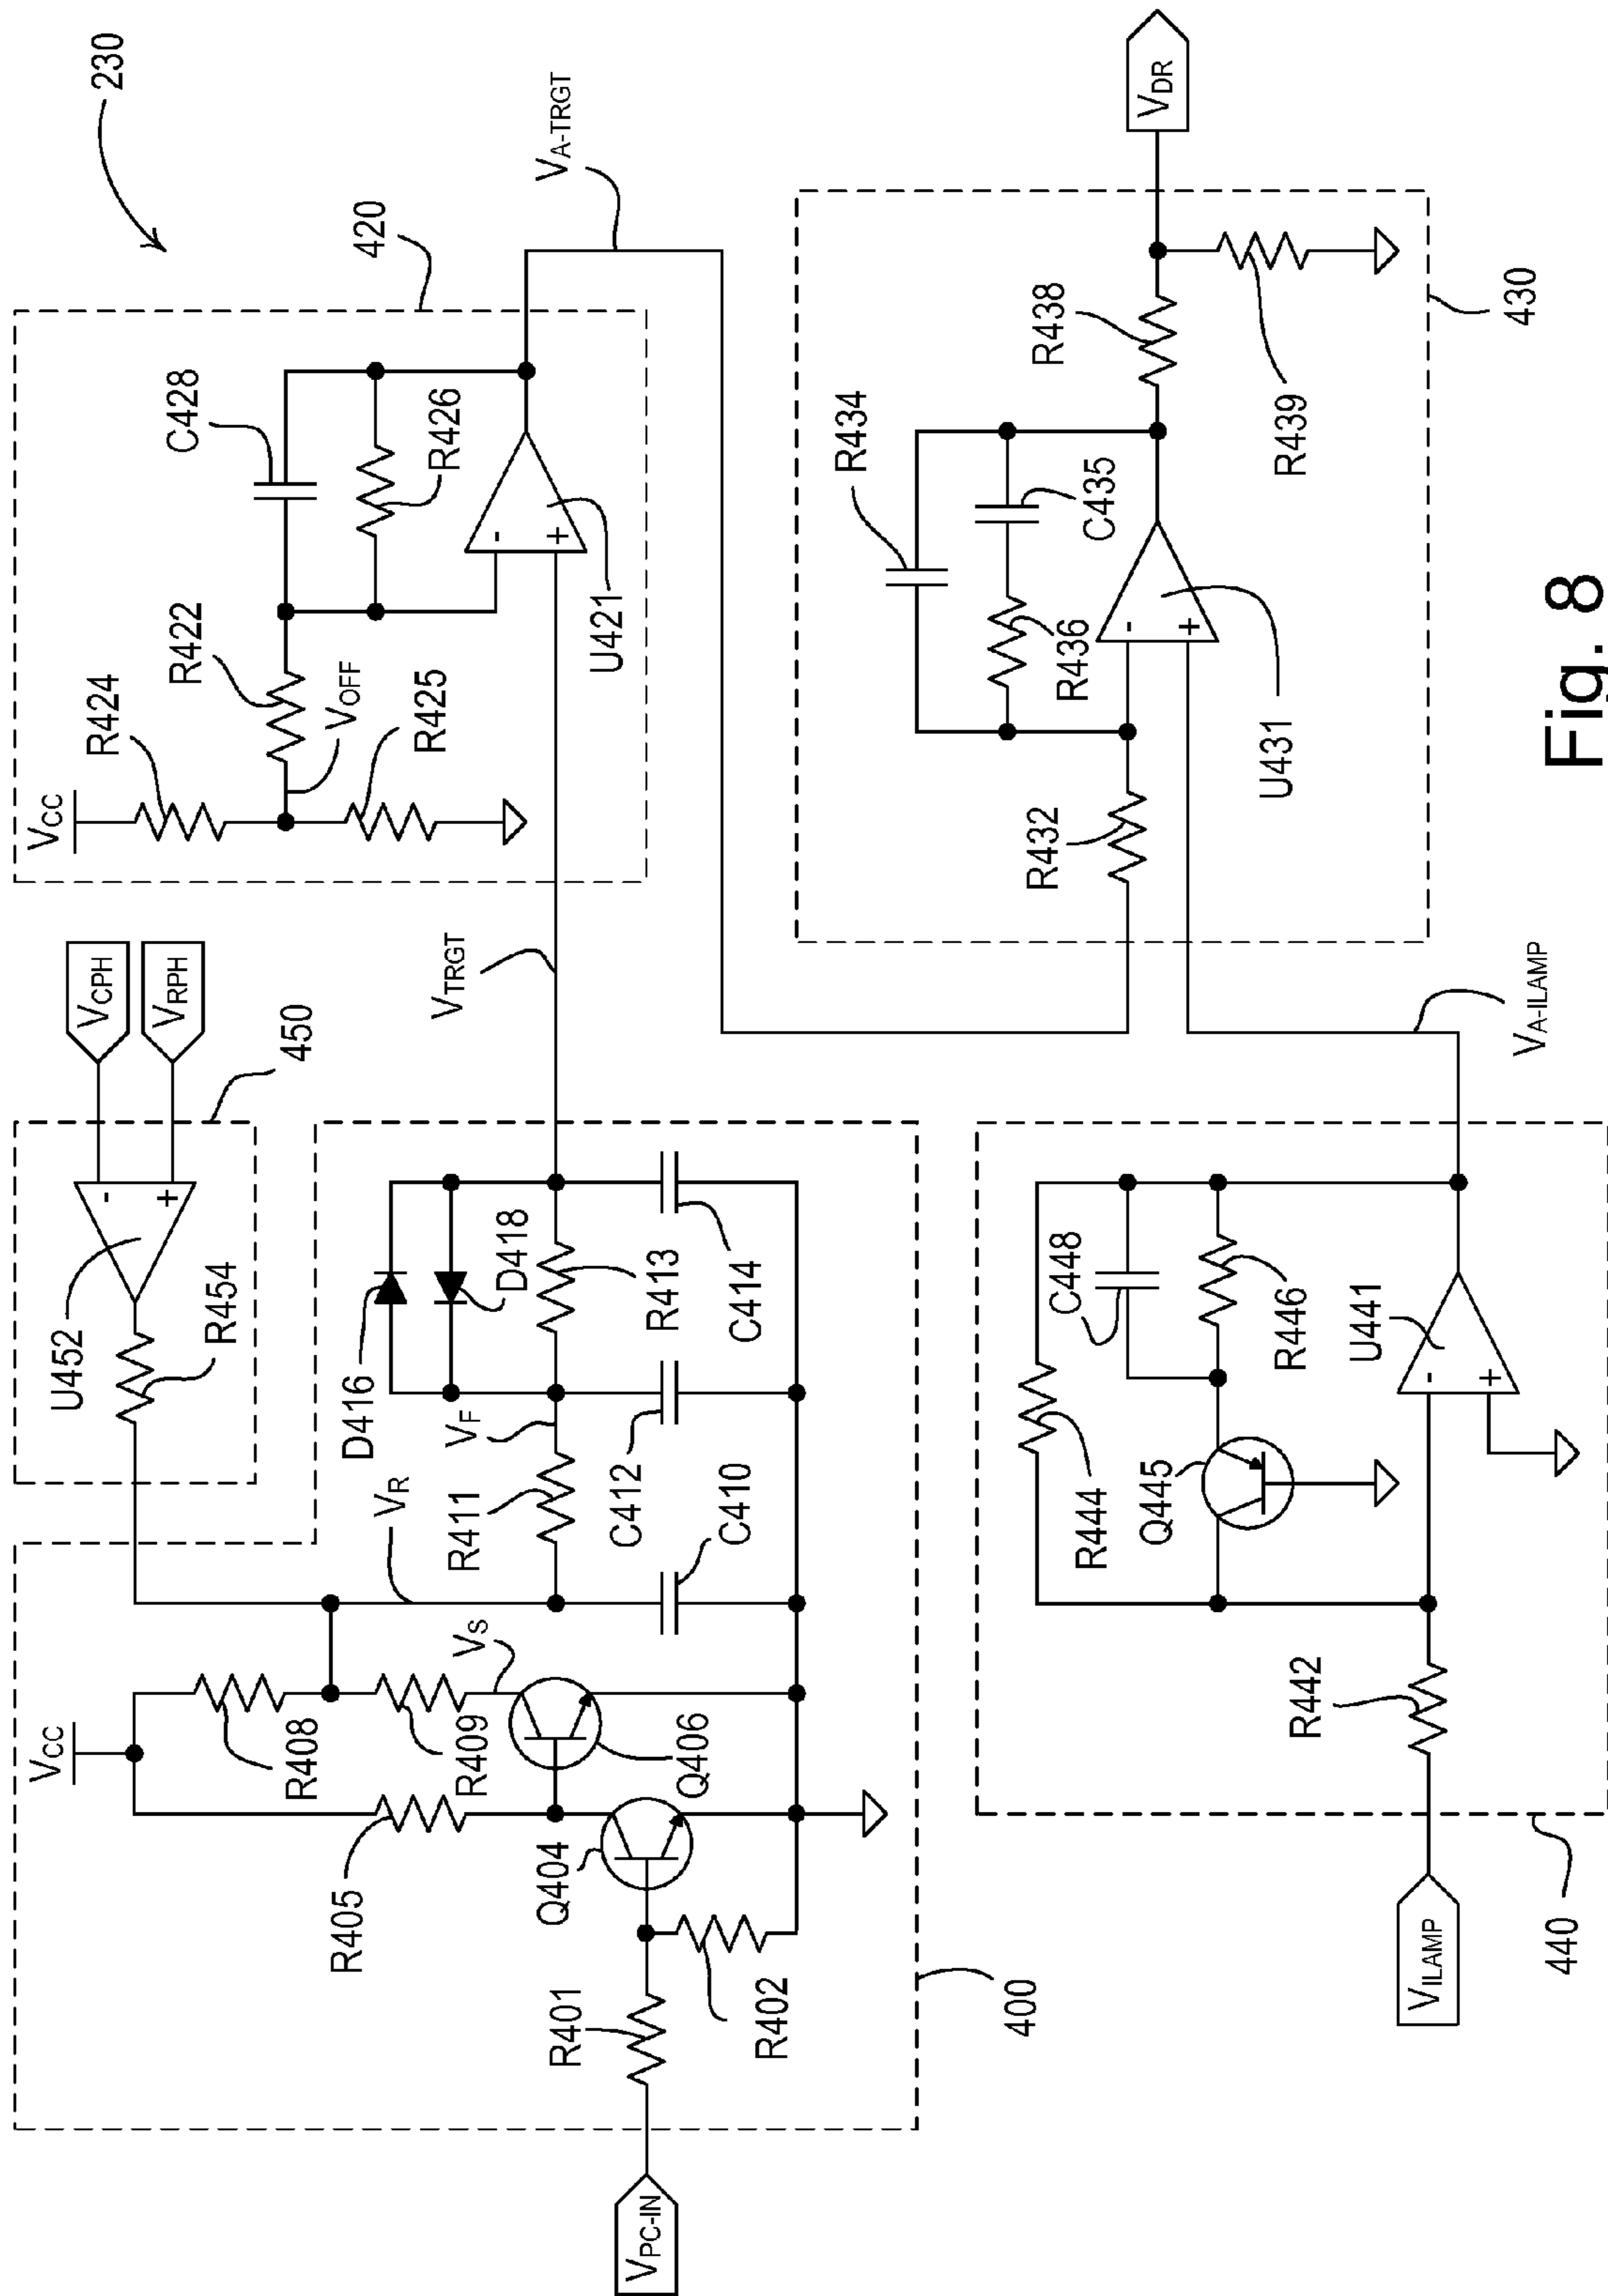 230
V_CC
R424
R422
C428
420
V_OFF
R426
R425
U421
V_A-TRGT
V_CPH
V_RPH
450
U452
R454
V_TRGT
V_CC
R408
R405
R409
V_S
V_R
D416
V_F
D418
R411
R413
C412
C414
C410
Q404
Q406
R401
R402
V_PC-IN
400
R434
R438
V_DR
R432
R436
C435
R439
U431
430
V_A-ILAMP
C448
R444
R446
Q445
U441
R442
V_ILAMP
440
-
+
-
+
-
+
-
+
Fig. 8